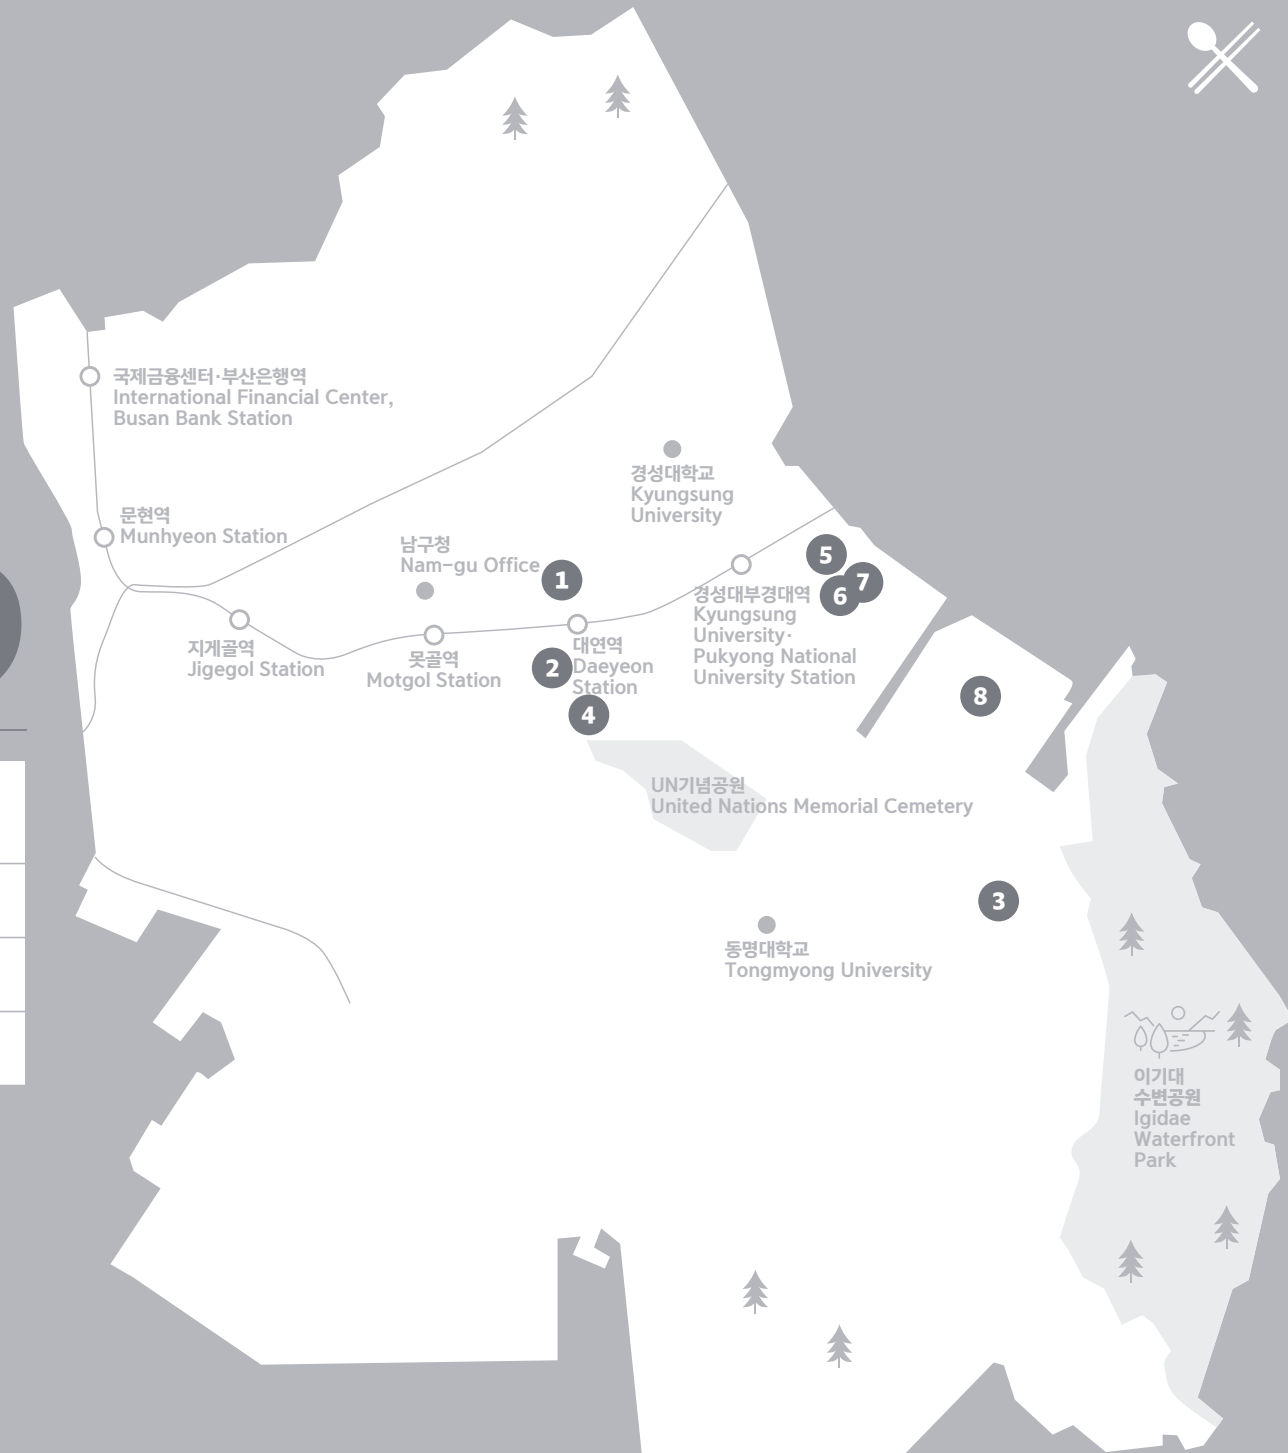 국제금융센터·부산은행역
International Financial Center,
Busan Bank Station
경성대학교
Kyungsung
University
문현역
Munhyeon Station
남구청
Nam-gu Office
1
5
7
6
경성대부경대역
Kyungsung
University·
Pukyong National
University Station
지게골역
Jigegol Station
못골역
Motgol Station
대연역
Daeyeon
Station
2
4
8
UN기념공원
United Nations Memorial Cemetery
3
동명대학교
Tongmyong University
이기대
수변공원
Igidae
Waterfront
Park